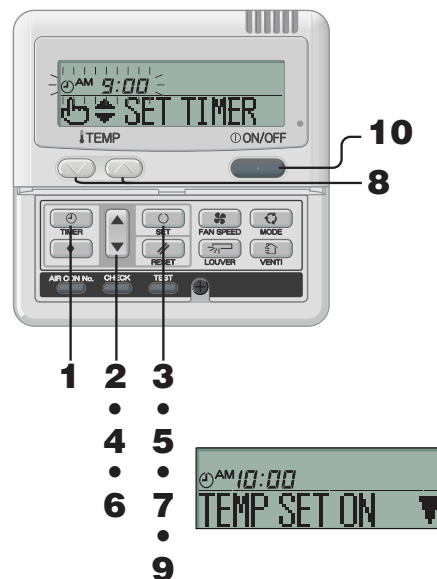 AM 9:00
SET TIMER
TEMP
ON/OFF
10
8
TIMER
SET
FAN SPEED
MODE
RESET
LOUVER
VENTI
AIR CON No.
CHECK
TEST
1
2 • 4 • 6
3 • 5 • 7 • 9
AM 10:00
TEMP SET ON ▼